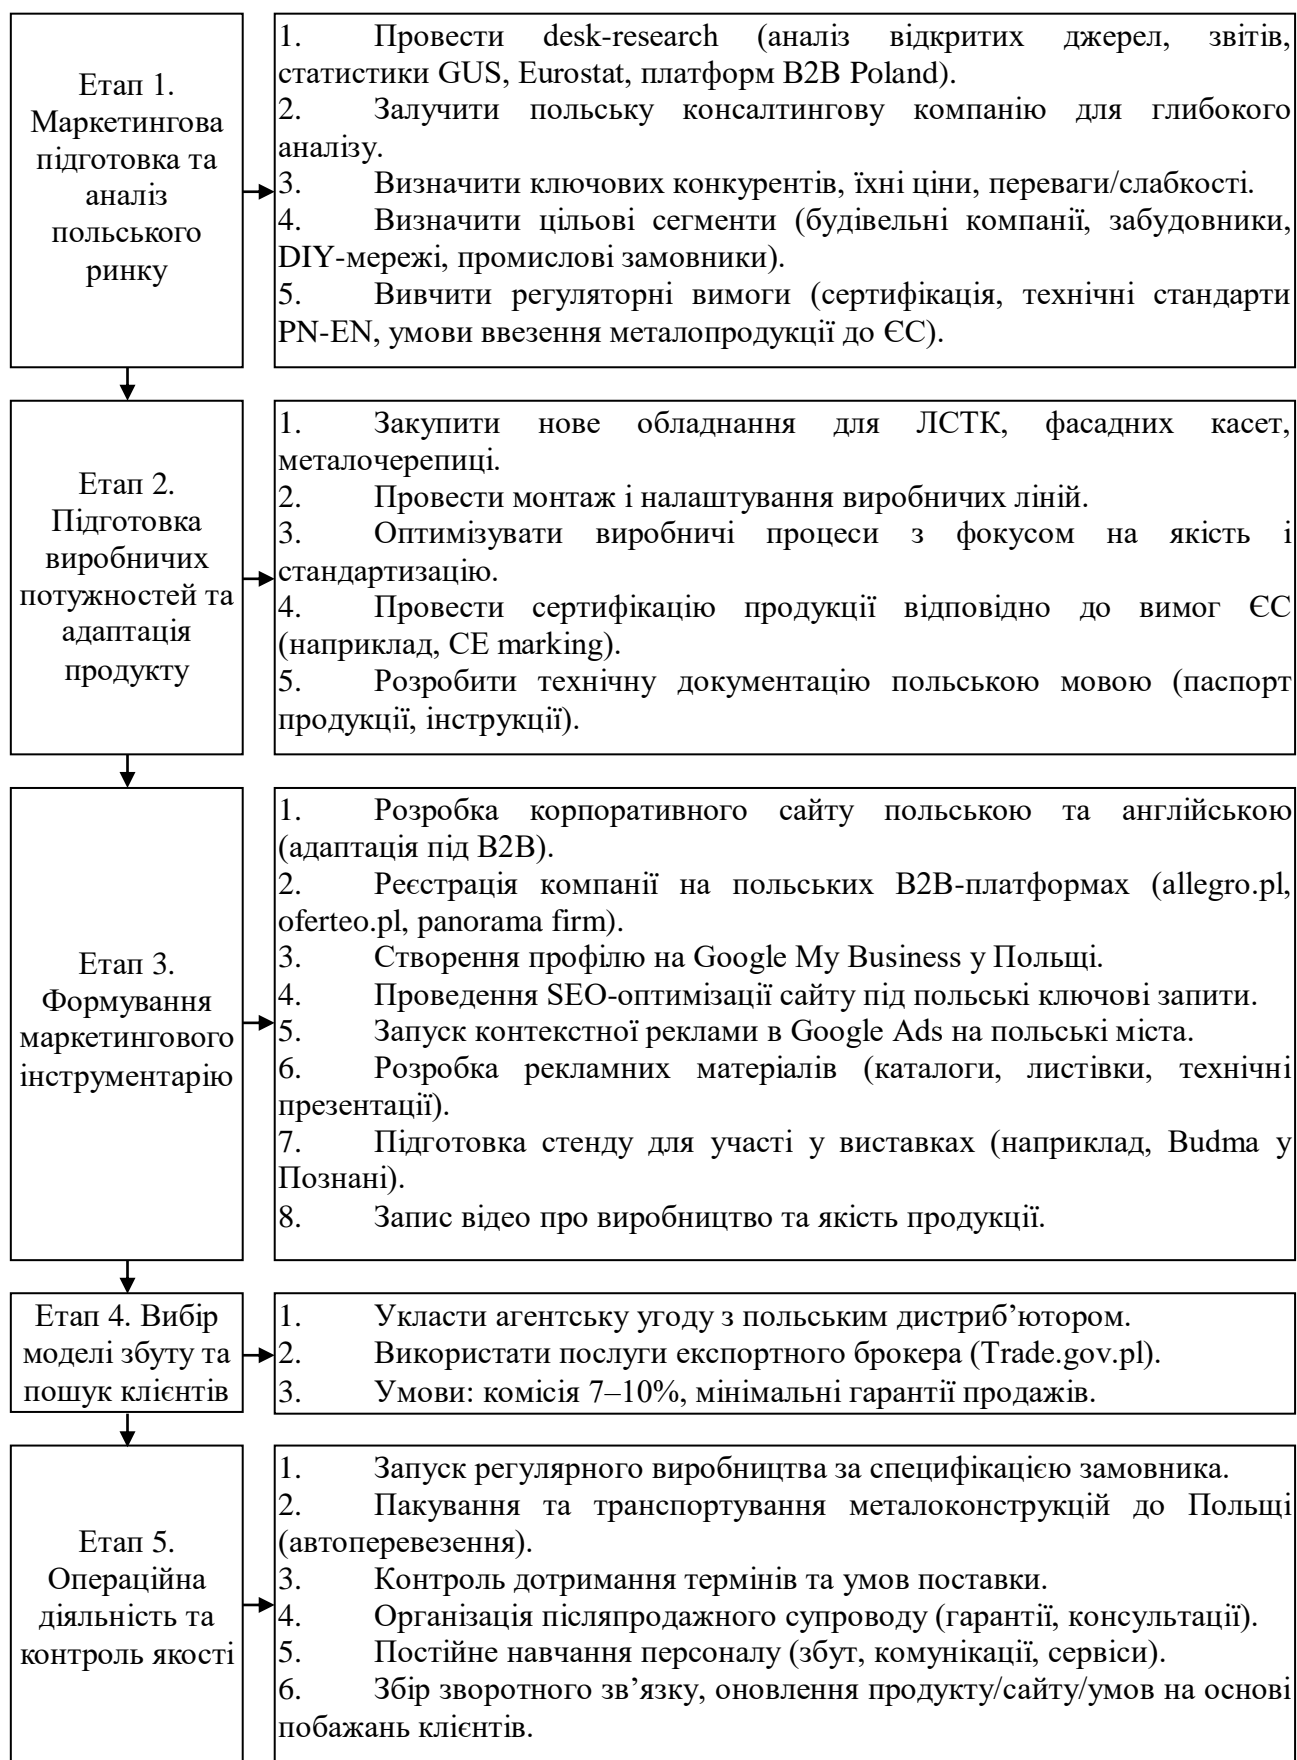 Етап 1.
Маркетингова
підготовка та
аналіз
польського
ринку
1. Провести desk-research (аналіз відкритих джерел, звітів,
статистики GUS, Eurostat, платформ B2B Poland).
2. Залучити польську консалтингову компанію для глибокого
аналізу.
3. Визначити ключових конкурентів, їхні ціни, переваги/слабкості.
4. Визначити цільові сегменти (будівельні компанії, забудовники,
DIY-мережі, промислові замовники).
5. Вивчити регуляторні вимоги (сертифікація, технічні стандарти
PN-EN, умови ввезення металопродукції до ЄС).
Етап 2.
Підготовка
виробничих
потужностей та
адаптація
продукту
1. Закупити нове обладнання для ЛСТК, фасадних касет,
металочерепиці.
2. Провести монтаж і налаштування виробничих ліній.
3. Оптимізувати виробничі процеси з фокусом на якість і
стандартизацію.
4. Провести сертифікацію продукції відповідно до вимог ЄС
(наприклад, CE marking).
5. Розробити технічну документацію польською мовою (паспорт
продукції, інструкції).
Етап 3.
Формування
маркетингового
інструментарію
1. Розробка корпоративного сайту польською та англійською
(адаптація під B2B).
2. Реєстрація компанії на польських B2B-платформах (allegro.pl,
oferteo.pl, panorama firm).
3. Створення профілю на Google My Business у Польщі.
4. Проведення SEO-оптимізації сайту під польські ключові запити.
5. Запуск контекстної реклами в Google Ads на польські міста.
6. Розробка рекламних матеріалів (каталоги, листівки, технічні
презентації).
7. Підготовка стенду для участі у виставках (наприклад, Budma у
Познані).
8. Запис відео про виробництво та якість продукції.
Етап 4. Вибір
моделі збуту та
пошук клієнтів
1. Укласти агентську угоду з польським дистриб’ютором.
2. Використати послуги експортного брокера (Trade.gov.pl).
3. Умови: комісія 7–10%, мінімальні гарантії продажів.
Етап 5.
Операційна
діяльність та
контроль якості
1. Запуск регулярного виробництва за специфікацією замовника.
2. Пакування та транспортування металоконструкцій до Польщі
(автоперевезення).
3. Контроль дотримання термінів та умов поставки.
4. Організація післяпродажного супроводу (гарантії, консультації).
5. Постійне навчання персоналу (збут, комунікації, сервіси).
6. Збір зворотного зв’язку, оновлення продукту/сайту/умов на основі
побажань клієнтів.